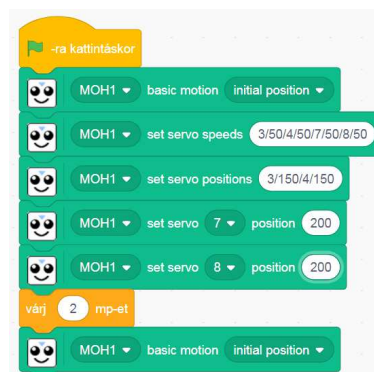 -ra kattintáskor
MOH1 basic motion initial position
MOH1 set servo speeds 3/50/4/50/7/50/8/50
MOH1 set servo positions 3/150/4/150
MOH1 set servo 7 position 200
MOH1 set servo 8 position 200
várj 2 mp-et
MOH1 basic motion initial position